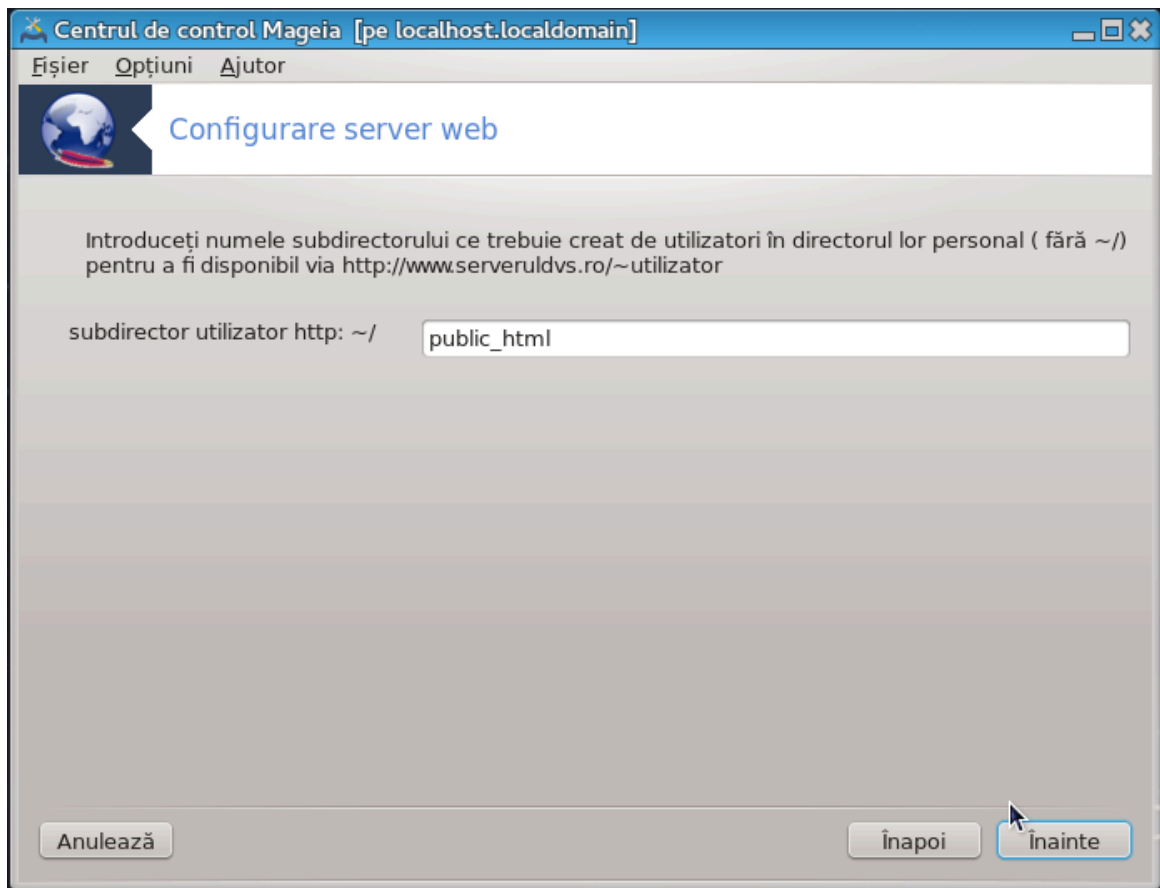 Centrul de control Mageia [pe localhost.localdomain]
Fișier Opțiuni Ajutor
Configurare server web
Introduceți numele subdirectorului ce trebuie creat de utilizatori în directorul lor personal ( fără ~/)
pentru a fi disponibil via http://www.serveruldvs.ro/~utilizator
subdirector utilizator http: ~/ public_html
Anulează Înapoi Înainte